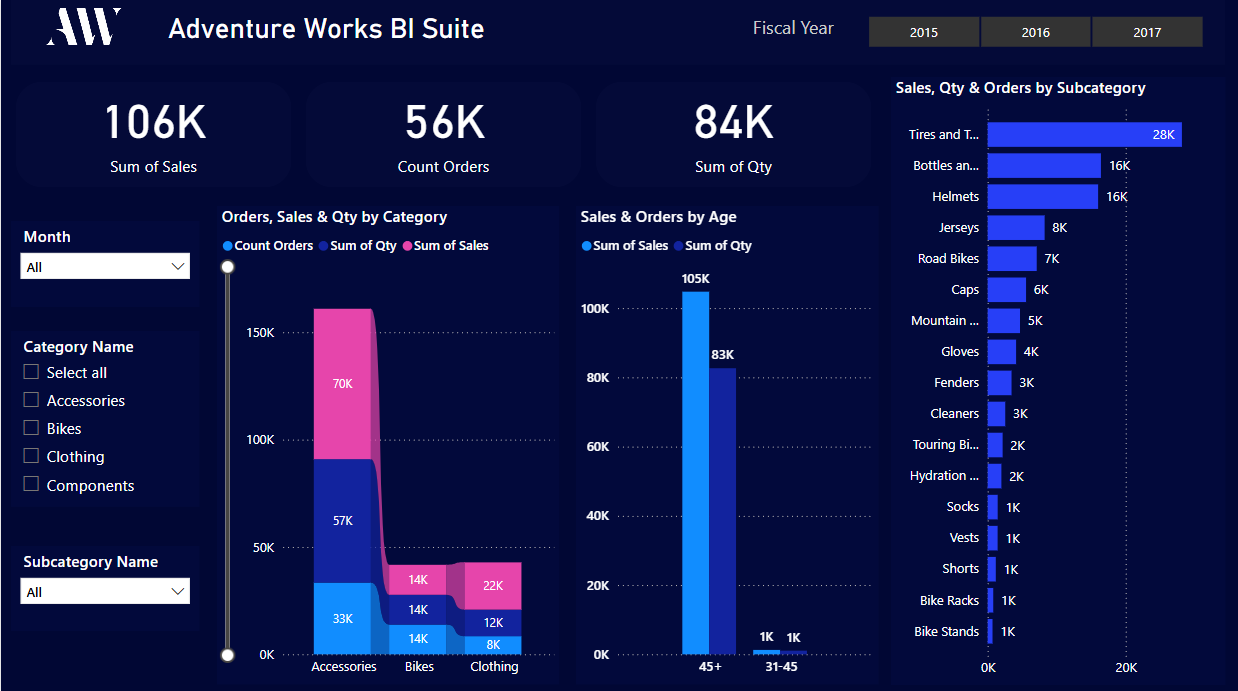 AW
Adventure Works BI Suite
Fiscal Year
2015
2016
2017
106K
Sum of Sales
56K
Count Orders
84K
Sum of Qty
Month
All
Category Name
Select all
Accessories
Bikes
Clothing
Components
Subcategory Name
All
Orders, Sales & Qty by Category
Count Orders Sum of Qty Sum of Sales
150K
100K
50K
0K
70K
57K
33K
14K
14K
14K
22K
12K
8K
Accessories Bikes Clothing
Sales & Orders by Age
Sum of Sales Sum of Qty
100K
80K
60K
40K
20K
0K
105K
83K
1K 1K
45+ 31-45
Sales, Qty & Orders by Subcategory
Tires and T... 28K
Bottles an... 16K
Helmets 16K
Jerseys 8K
Road Bikes 7K
Caps 6K
Mountain ... 5K
Gloves 4K
Fenders 3K
Cleaners 3K
Touring Bi... 2K
Hydration ... 2K
Socks 1K
Vests 1K
Shorts 1K
Bike Racks 1K
Bike Stands 1K
0K 20K